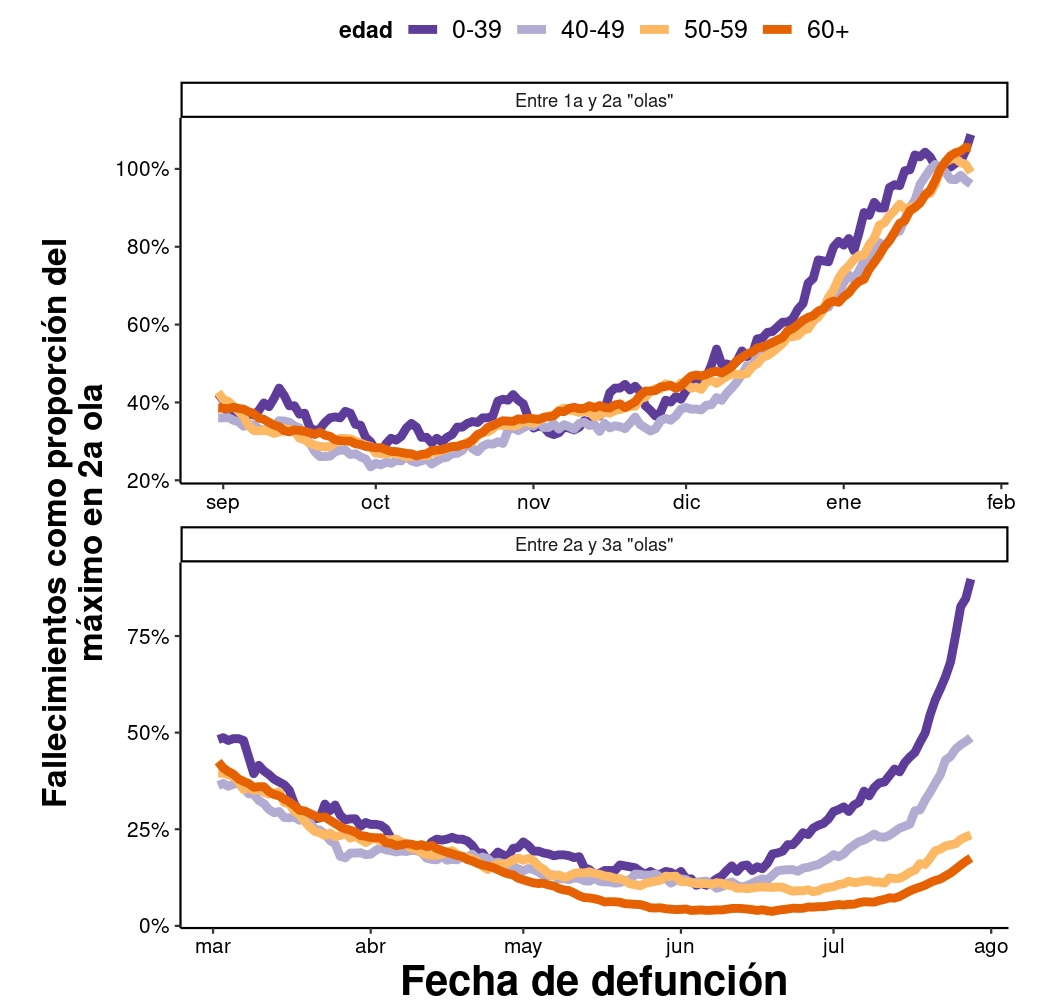 edad 0-39 40-49 50-59 60+
Entre 1a y 2a "olas"
100%
80%
60%
40%
20%
sep oct nov dic ene feb
Entre 2a y 3a "olas"
75%
50%
25%
0%
mar abr may jun jul ago
Fallecimientos como proporción del
máximo en 2a ola
Fecha de defunción